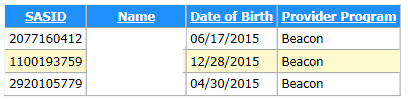 SASID Name Date of Birth Provider Program
2077160412 06/17/2015 Beacon
1100193759 12/28/2015 Beacon
2920105779 04/30/2015 Beacon